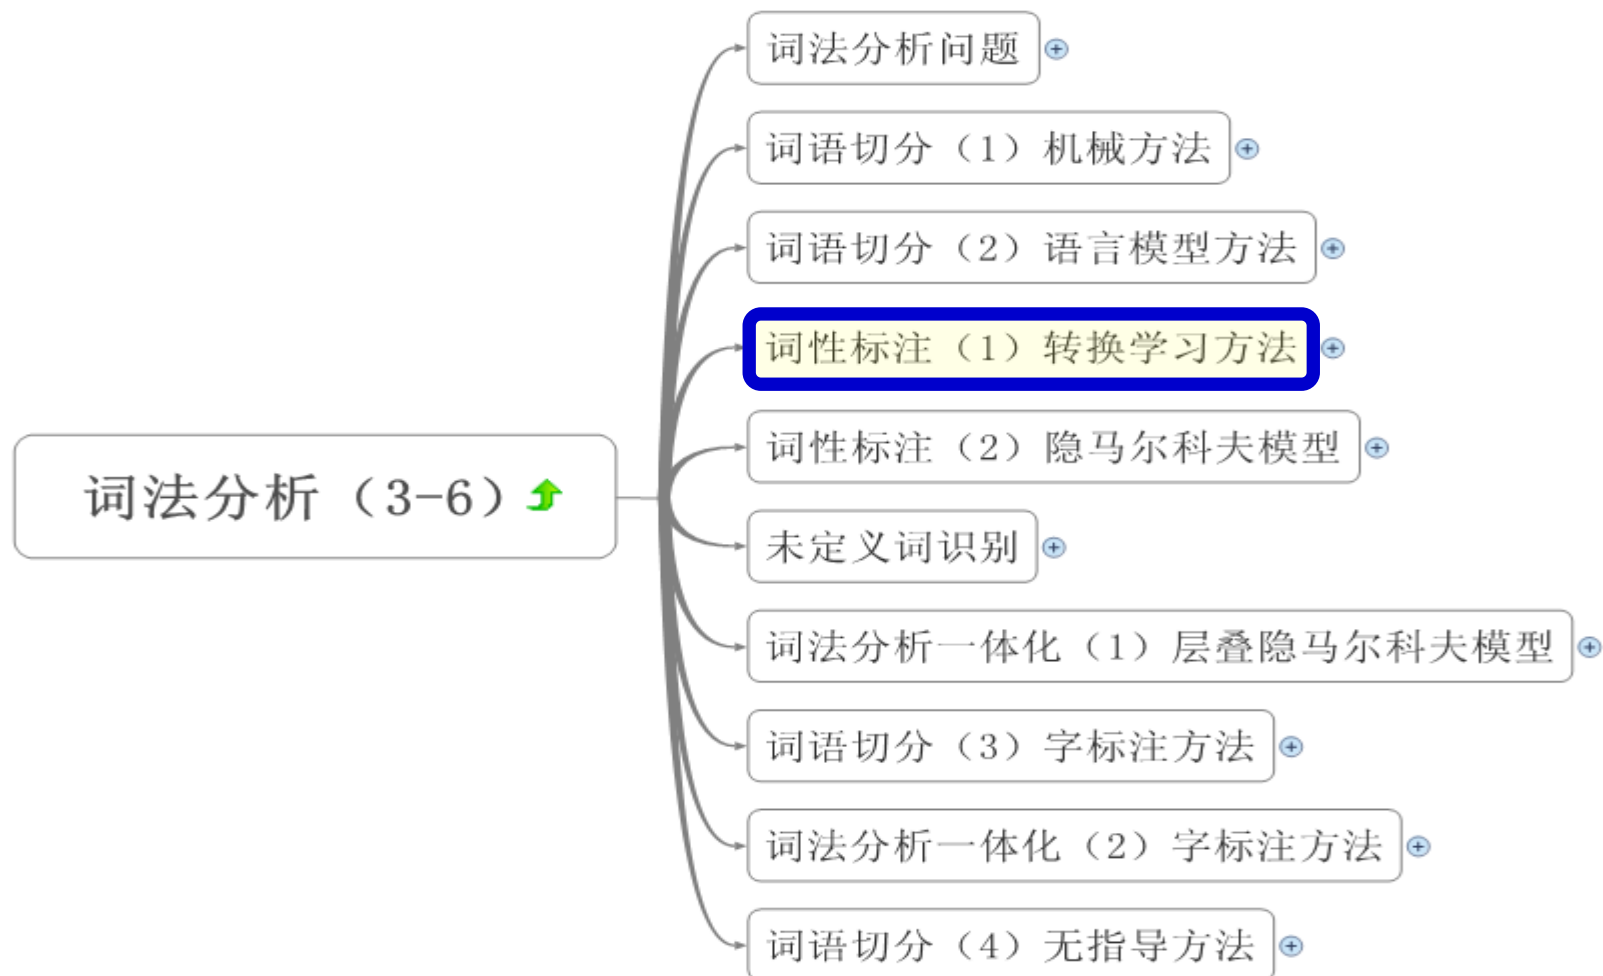 词法分析问题
词语切分（1）机械方法
词语切分（2）语言模型方法
词性标注（1）转换学习方法
词性标注（2）隐马尔科夫模型
词法分析（3-6）
未定义词识别
词法分析一体化（1）层叠隐马尔科夫模型
词语切分（3）字标注方法
词法分析一体化（2）字标注方法
词语切分（4）无指导方法